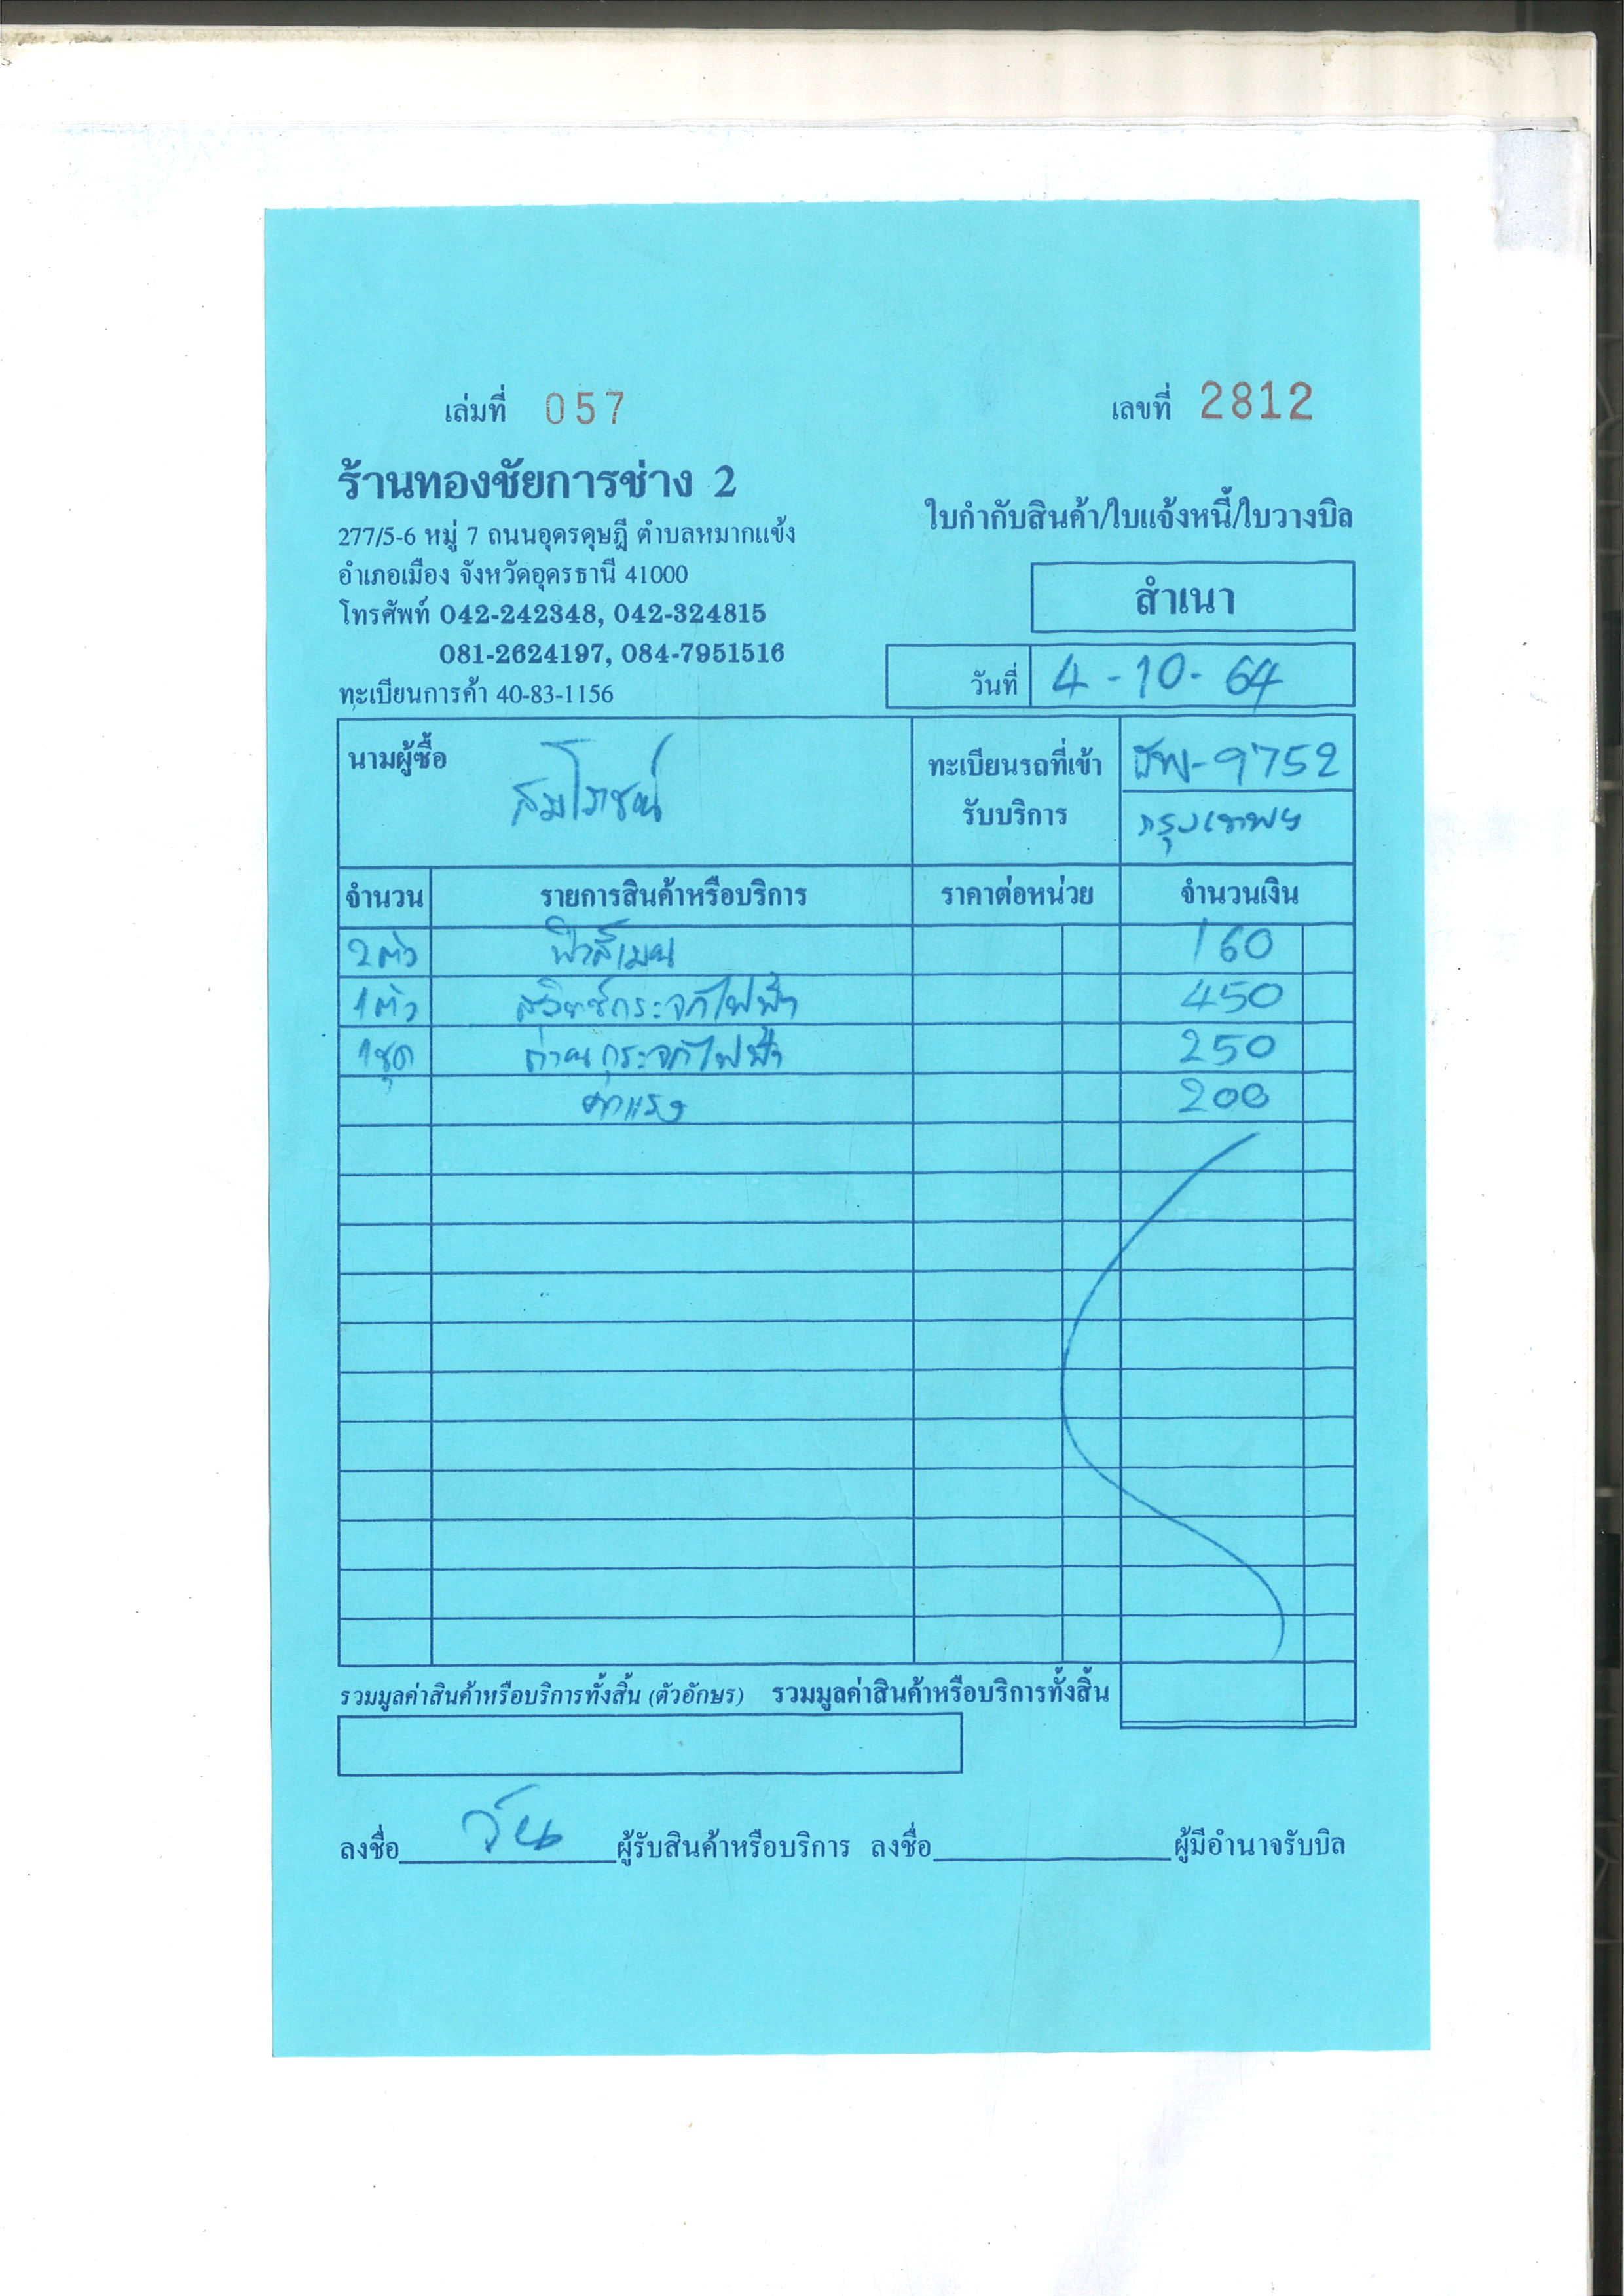 เล่มที่ 057
เลขที่ 2812
ร้านทองชัยการช่าง 2
277/5-6 หมู่ 7 ถนนอุดรดุษฎี ตำบลหมากแข้ง
อำเภอเมือง จังหวัดอุดรธานี 41000
โทรศัพท์ 042-242348, 042-324815
081-2624197, 084-7951516
ทะเบียนการค้า 40-83-1156
ใบกำกับสินค้า/ใบแจ้งหนี้/ใบวางบิล
สำเนา
วันที่ 4-10-64
นามผู้ซื้อ สมโภชน์
ทะเบียนรถที่เข้ารับบริการ -9752
กรุงเทพฯ
จำนวน รายการสินค้าหรือบริการ ราคาต่อหน่วย จำนวนเงิน
2 ตัว ฟิวส์เมน 160
1 ตัว สวิตช์กระจกไฟฟ้า 450
1 ชุด ถ่านกระจกไฟฟ้า 250
ค่าแรง 200
รวมมูลค่าสินค้าหรือบริการทั้งสิ้น (ตัวอักษร) รวมมูลค่าสินค้าหรือบริการทั้งสิ้น
ลงชื่อ ผู้รับสินค้าหรือบริการ ลงชื่อ ผู้มีอำนาจรับบิล